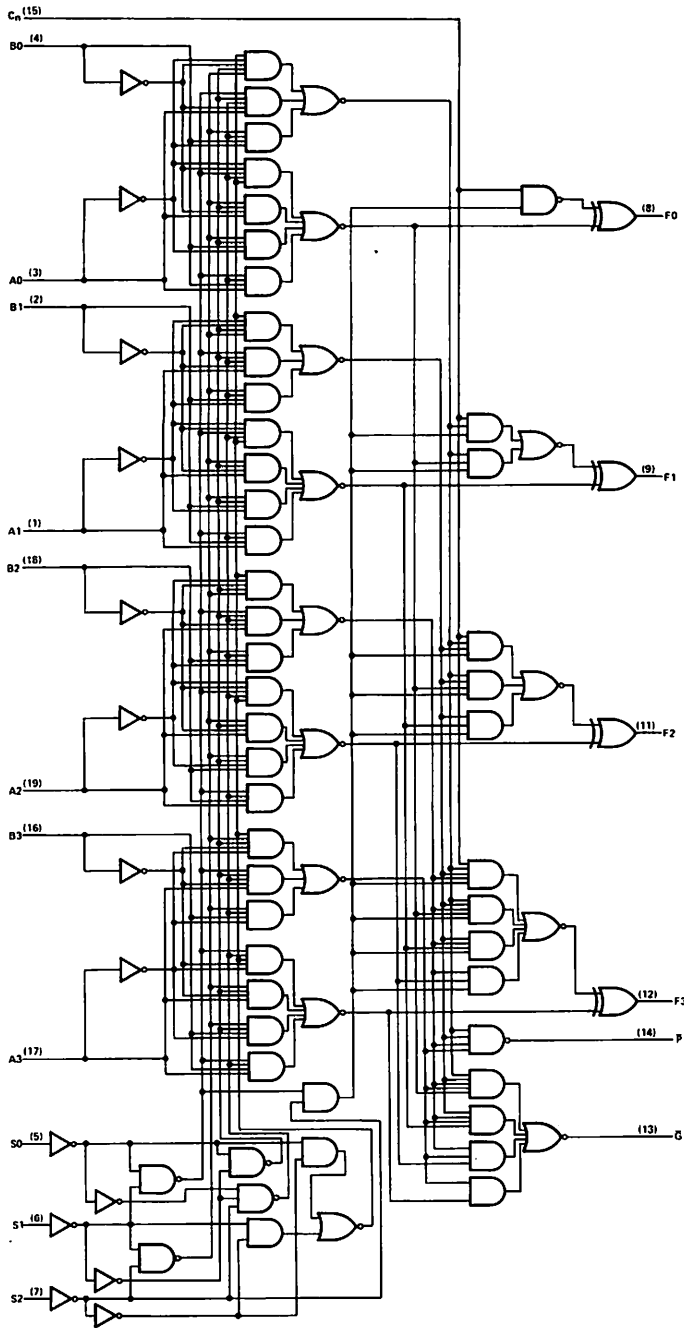 Cn (15)
B0 (4)
(8) F0
A0 (3)
B1 (2)
(9) F1
A1 (1)
B2 (18)
(11) F2
A2 (19)
B3 (16)
(12) F3
(14) P̅
A3 (17)
(13) G̅
S0 (5)
S1 (6)
S2 (7)